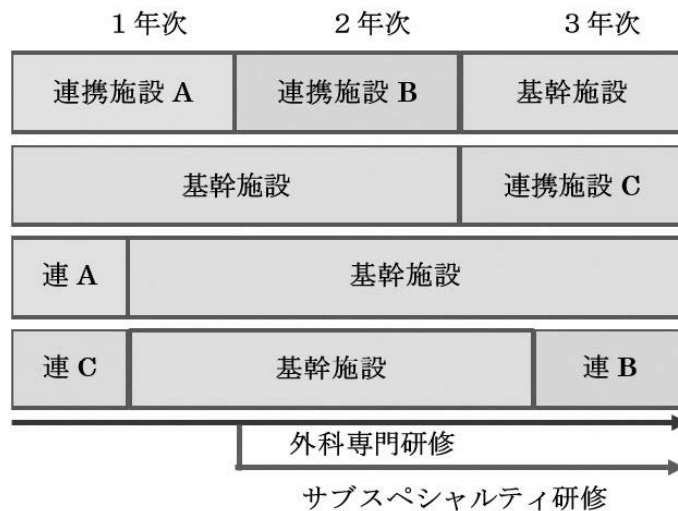 1年次 2年次 3年次
連携施設 A 連携施設 B 基幹施設
基幹施設 連携施設 C
連 A 基幹施設
連 C 基幹施設 連 B
外科専門研修
サブスペシャルティ研修